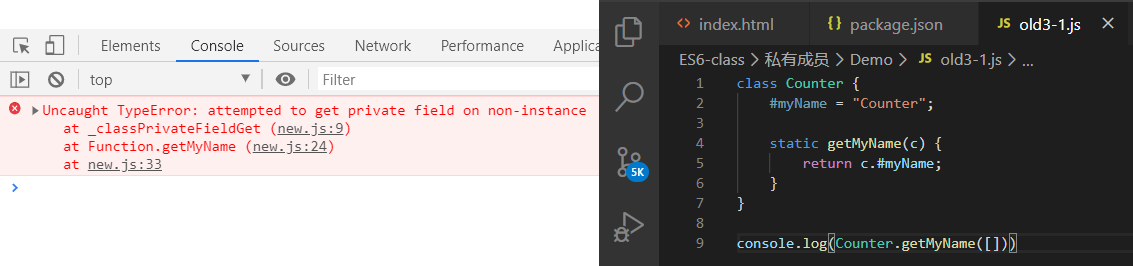 Elements Console Sources Network Performance Applica
top Filter
Uncaught TypeError: attempted to get private field on non-instance
at _classPrivateFieldGet (new.js:9)
at Function.getMyName (new.js:24)
at new.js:33
index.html package.json JS old3-1.js
ES6-class 私有成员 Demo JS old3-1.js ...
5K
1 class Counter {
2 #myName = "Counter";
3
4 static getMyName(c) {
5 return c.#myName;
6 }
7 }
8
9 console.log(Counter.getMyName([]))